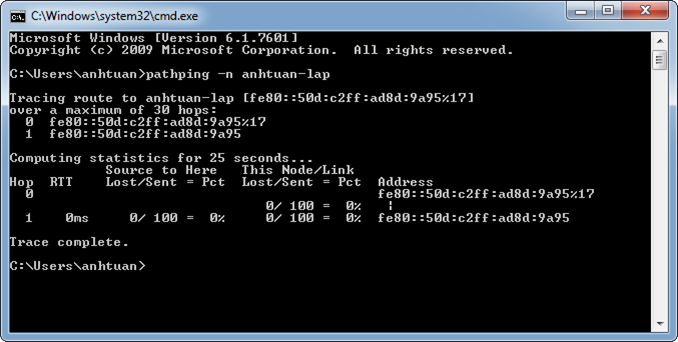 C:\Windows\system32\cmd.exe
Microsoft Windows [Version 6.1.7601]
Copyright (c) 2009 Microsoft Corporation.  All rights reserved.
C:\Users\anhtuan>pathping -n anhtuan-lap
Tracing route to anhtuan-lap [fe80::50d:c2ff:ad8d:9a95%17]
over a maximum of 30 hops:
  0  fe80::50d:c2ff:ad8d:9a95%17
  1  fe80::50d:c2ff:ad8d:9a95
Computing statistics for 25 seconds...
            Source to Here   This Node/Link
Hop  RTT    Lost/Sent = Pct  Lost/Sent = Pct  Address
  0                                           fe80::50d:c2ff:ad8d:9a95%17
                                0/ 100 =  0%   |
  1    0ms     0/ 100 =  0%     0/ 100 =  0%  fe80::50d:c2ff:ad8d:9a95
Trace complete.
C:\Users\anhtuan>